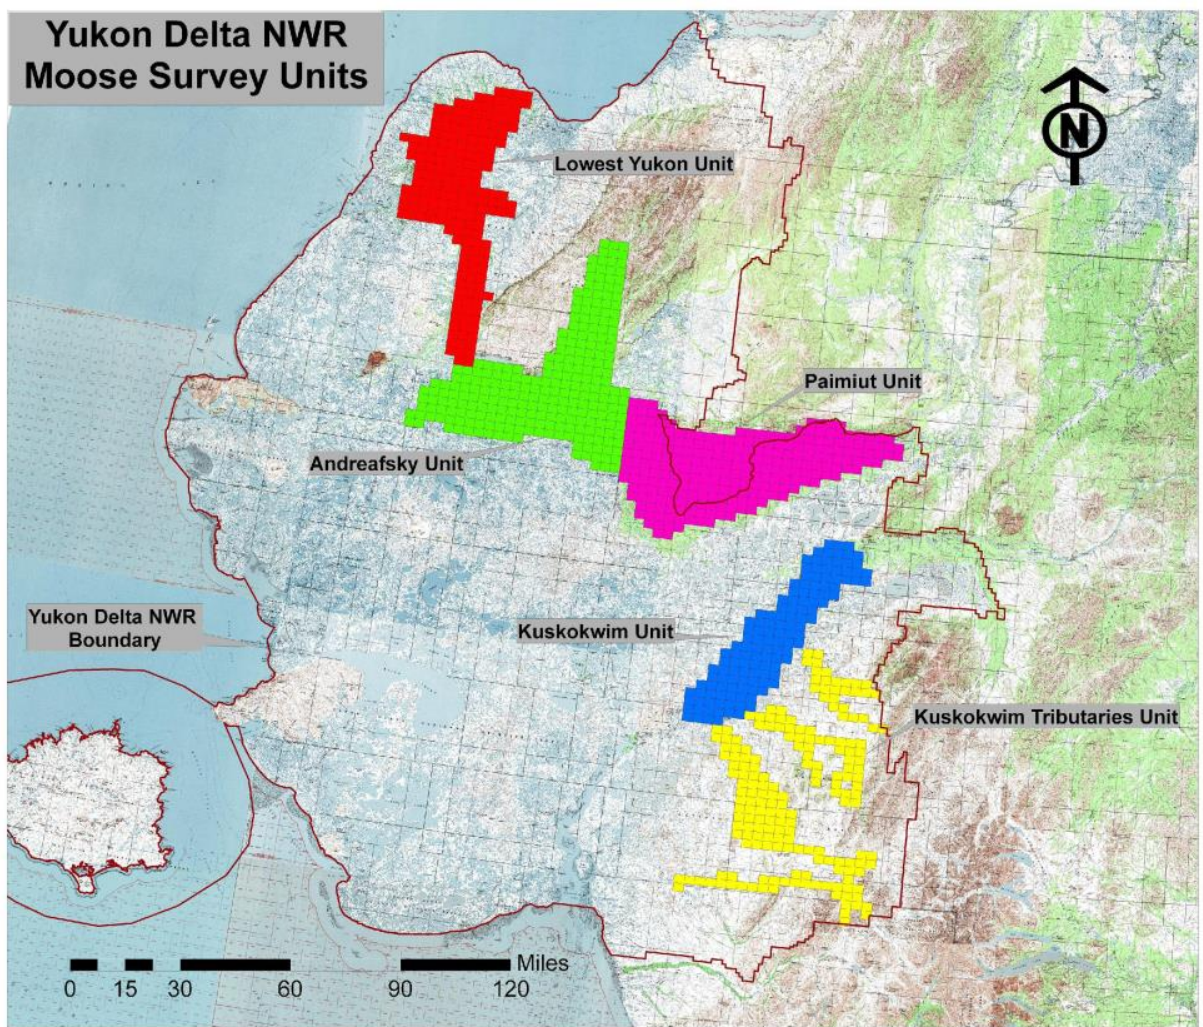 Yukon Delta NWR
Moose Survey Units
N
Lowest Yukon Unit
Paimiut Unit
Andreafsky Unit
Yukon Delta NWR
Boundary
Kuskokwim Unit
Kuskokwim Tributaries Unit
Miles
0 15 30 60 90 120